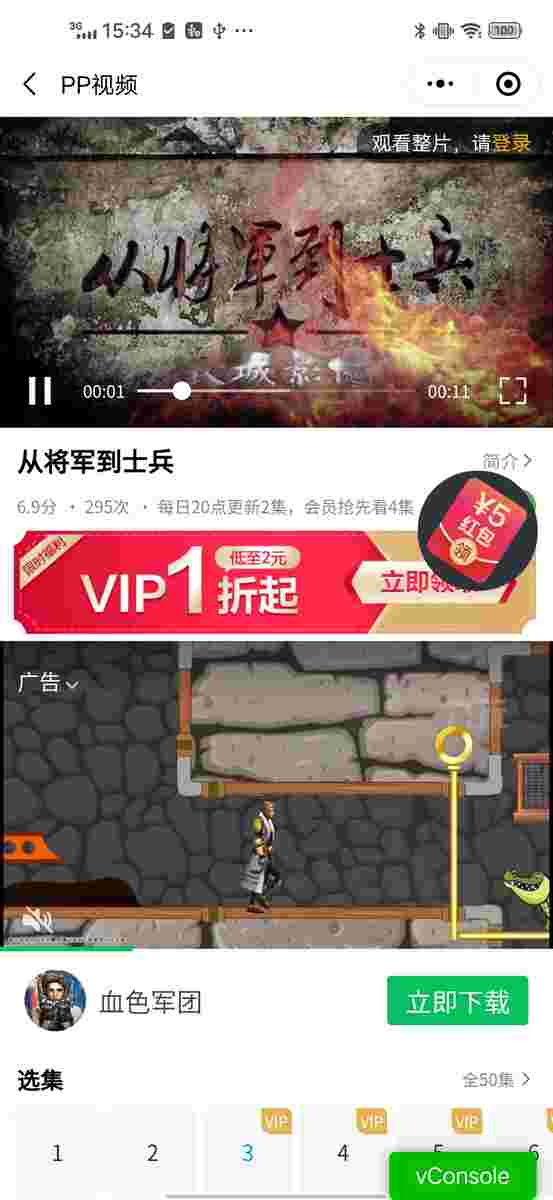 3G 15:34 100
PP视频
观看整片，请登录
从将軍到士兵
00:01 00:11
从将军到士兵 简介
6.9分 · 295次 · 每日20点更新2集，会员抢先看4集
¥5
红包
领
限时福利
VIP1折起
低至2元
立即领
广告
血色军团 立即下载
选集 全50集
1 2 3 4 5 6
VIP VIP VIP
vConsole